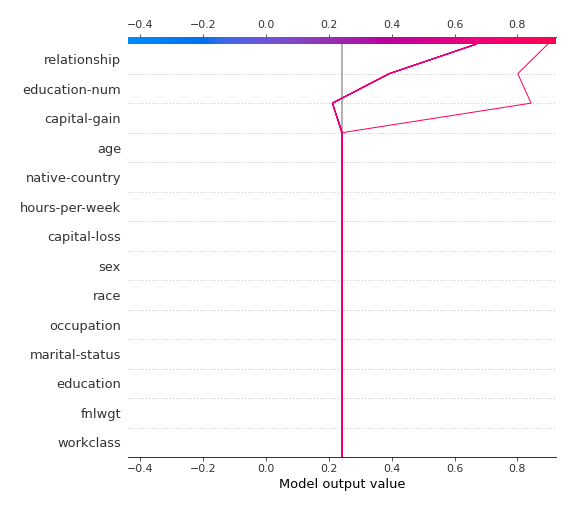 −0.4 −0.2 0.0 0.2 0.4 0.6 0.8
relationship
education-num
capital-gain
age
native-country
hours-per-week
capital-loss
sex
race
occupation
marital-status
education
fnlwgt
workclass
−0.4 −0.2 0.0 0.2 0.4 0.6 0.8
Model output value